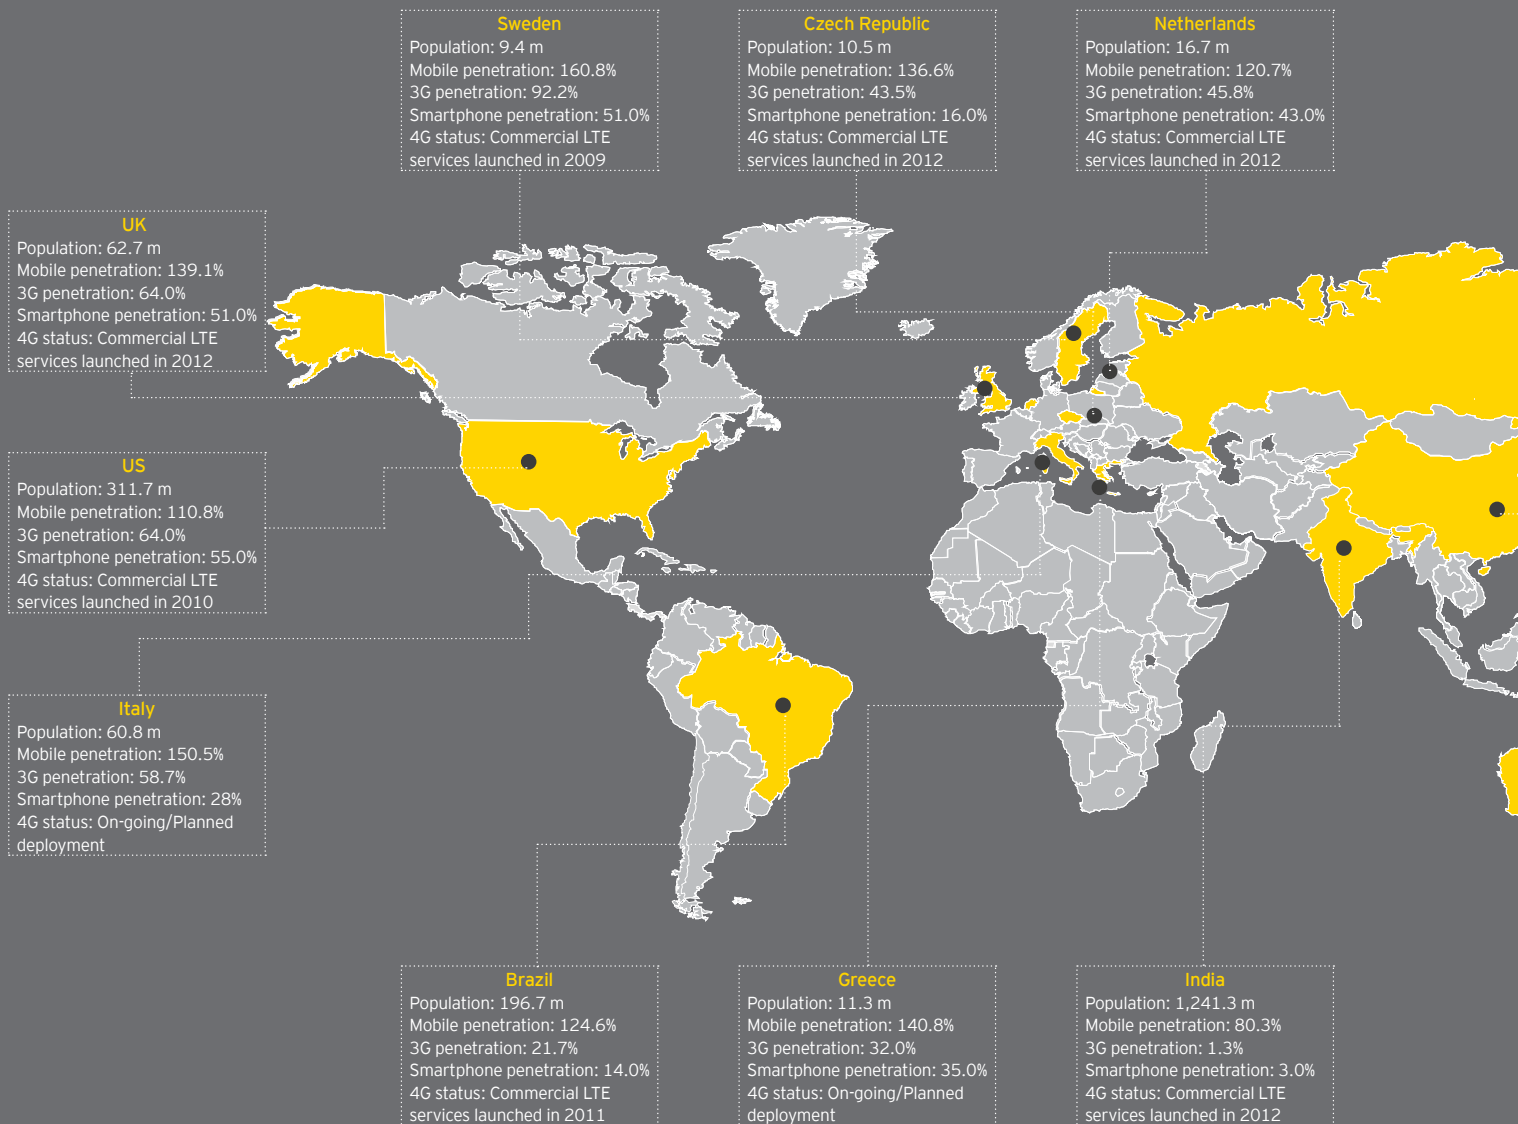 Sweden
Population: 9.4 m
Mobile penetration: 160.8%
3G penetration: 92.2%
Smartphone penetration: 51.0%
4G status: Commercial LTE
services launched in 2009
Czech Republic
Population: 10.5 m
Mobile penetration: 136.6%
3G penetration: 43.5%
Smartphone penetration: 16.0%
4G status: Commercial LTE
services launched in 2012
Netherlands
Population: 16.7 m
Mobile penetration: 120.7%
3G penetration: 45.8%
Smartphone penetration: 43.0%
4G status: Commercial LTE
services launched in 2012
UK
Population: 62.7 m
Mobile penetration: 139.1%
3G penetration: 64.0%
Smartphone penetration: 51.0%
4G status: Commercial LTE
services launched in 2012
US
Population: 311.7 m
Mobile penetration: 110.8%
3G penetration: 64.0%
Smartphone penetration: 55.0%
4G status: Commercial LTE
services launched in 2010
Italy
Population: 60.8 m
Mobile penetration: 150.5%
3G penetration: 58.7%
Smartphone penetration: 28%
4G status: On-going/Planned
deployment
Brazil
Population: 196.7 m
Mobile penetration: 124.6%
3G penetration: 21.7%
Smartphone penetration: 14.0%
4G status: Commercial LTE
services launched in 2011
Greece
Population: 11.3 m
Mobile penetration: 140.8%
3G penetration: 32.0%
Smartphone penetration: 35.0%
4G status: On-going/Planned
deployment
India
Population: 1,241.3 m
Mobile penetration: 80.3%
3G penetration: 1.3%
Smartphone penetration: 3.0%
4G status: Commercial LTE
services launched in 2012